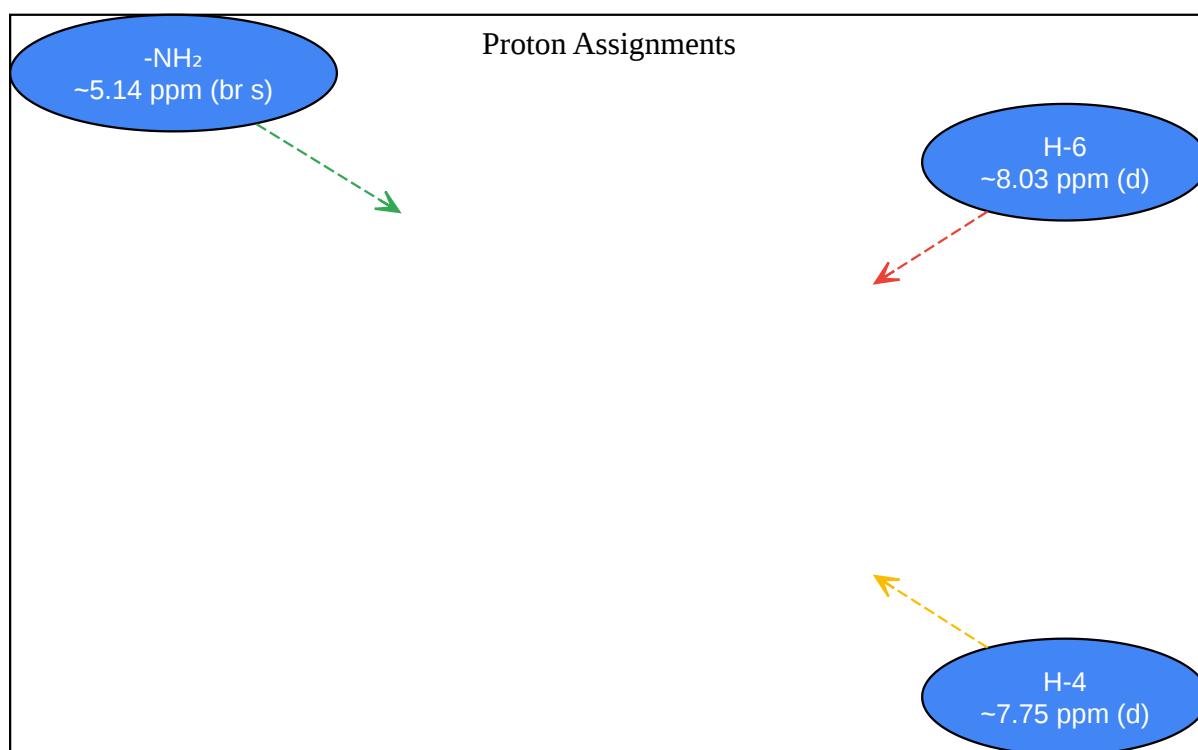 Proton Assignments
-NH₂
~5.14 ppm (br s)
H-6
~8.03 ppm (d)
H-4
~7.75 ppm (d)